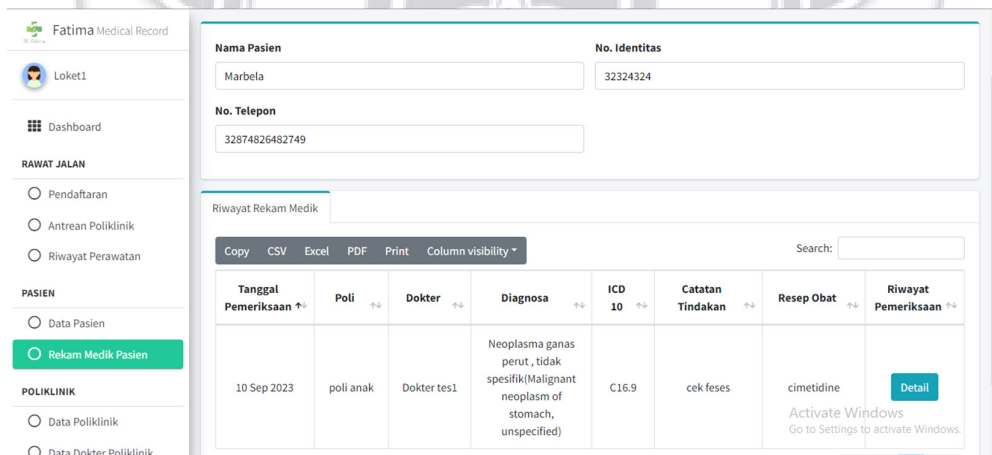 Fatima Medical Record
Loket1
Dashboard
RAWAT JALAN
Pendaftaran
Antrean Poliklinik
Riwayat Perawatan
PASIEN
Data Pasien
Rekam Medik Pasien
POLIKLINIK
Data Poliklinik
Data Dokter Poliklinik
Nama Pasien
Marbela
No. Identitas
32324324
No. Telepon
32874826482749
Riwayat Rekam Medik
Copy CSV Excel PDF Print Column visibility
Search:
Tanggal
Pemeriksaan
Poli
Dokter
Diagnosa
ICD
10
Catatan
Tindakan
Resep Obat
Riwayat
Pemeriksaan
10 Sep 2023
poli anak
Dokter tes1
Neoplasma ganas
perut , tidak
spesifik(Malignant
neoplasm of
stomach,
unspecified)
C16.9
cek feses
cimetidine
Detail
Activate Windows
Go to Settings to activate Windows.